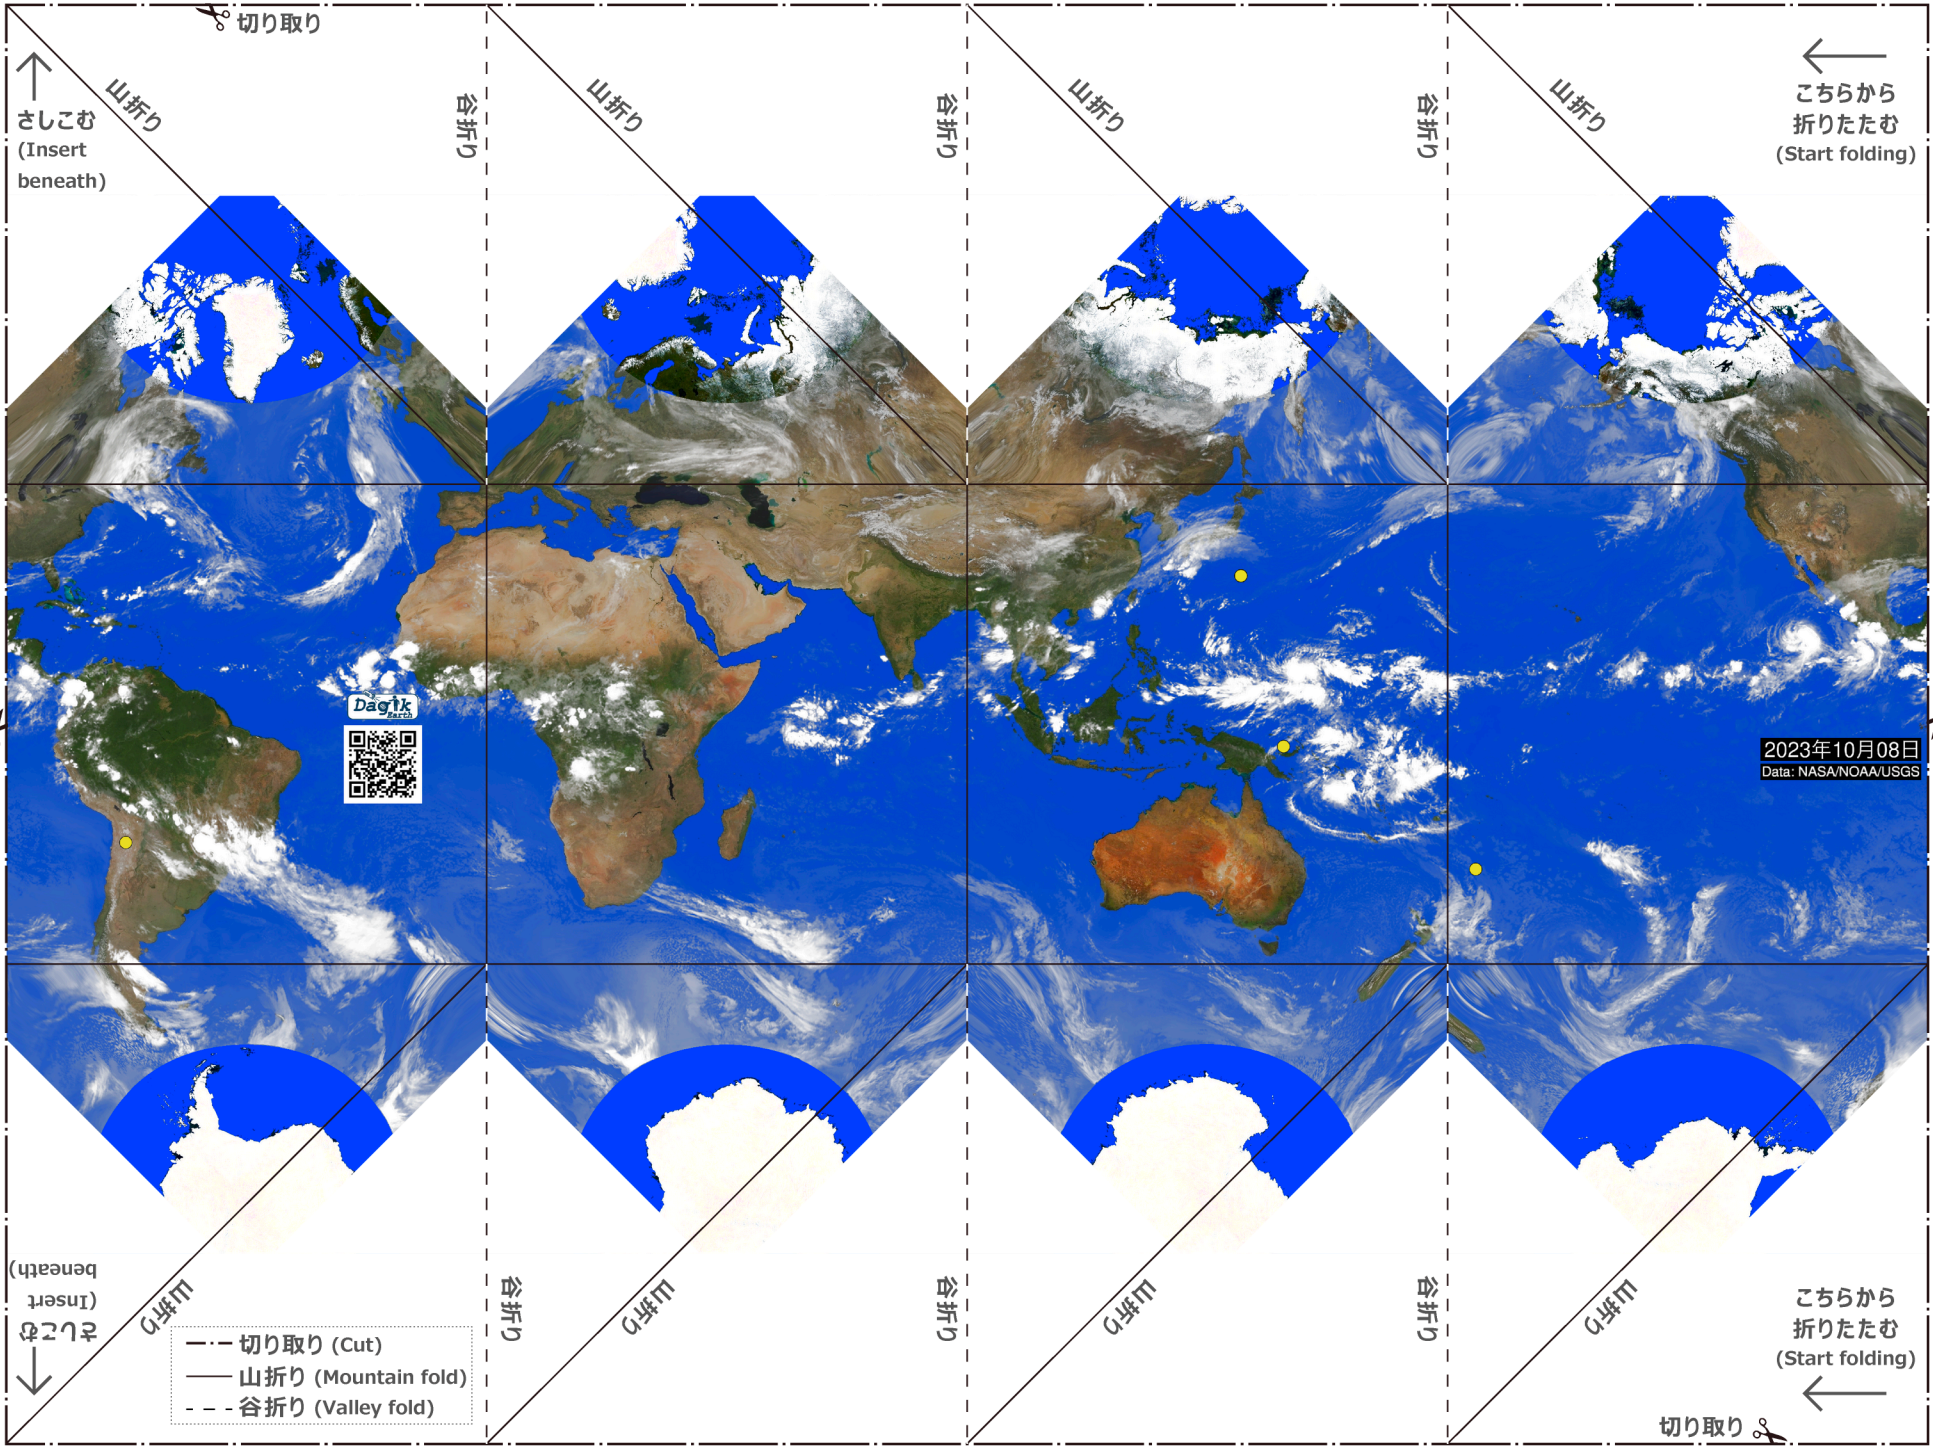 切り取り
さしこむ
(Insert
beneath)
山折り
谷折り
山折り
谷折り
山折り
谷折り
山折り
こちらから
折りたたむ
(Start folding)
Dagik
Earth
2023年10月08日
Data: NASA/NOAA/USGS
さしこむ
(Insert
beneath)
山折り
谷折り
山折り
谷折り
山折り
谷折り
山折り
こちらから
折りたたむ
(Start folding)
切り取り (Cut)
山折り (Mountain fold)
谷折り (Valley fold)
切り取り